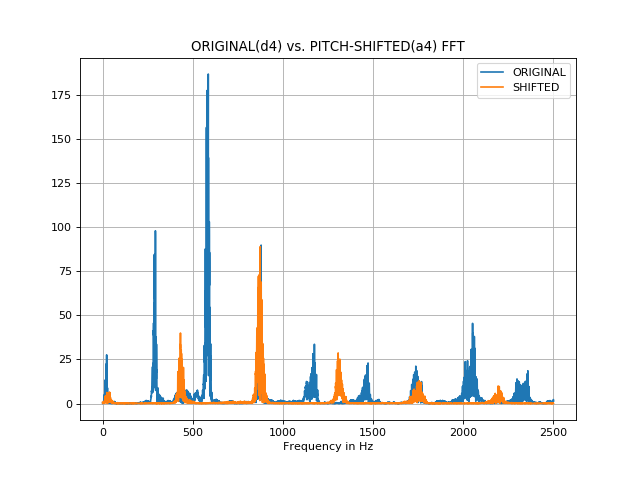 ORIGINAL(d4) vs. PITCH-SHIFTED(a4) FFT
ORIGINAL
SHIFTED
175
150
125
100
75
50
25
0
0 500 1000 1500 2000 2500
Frequency in Hz